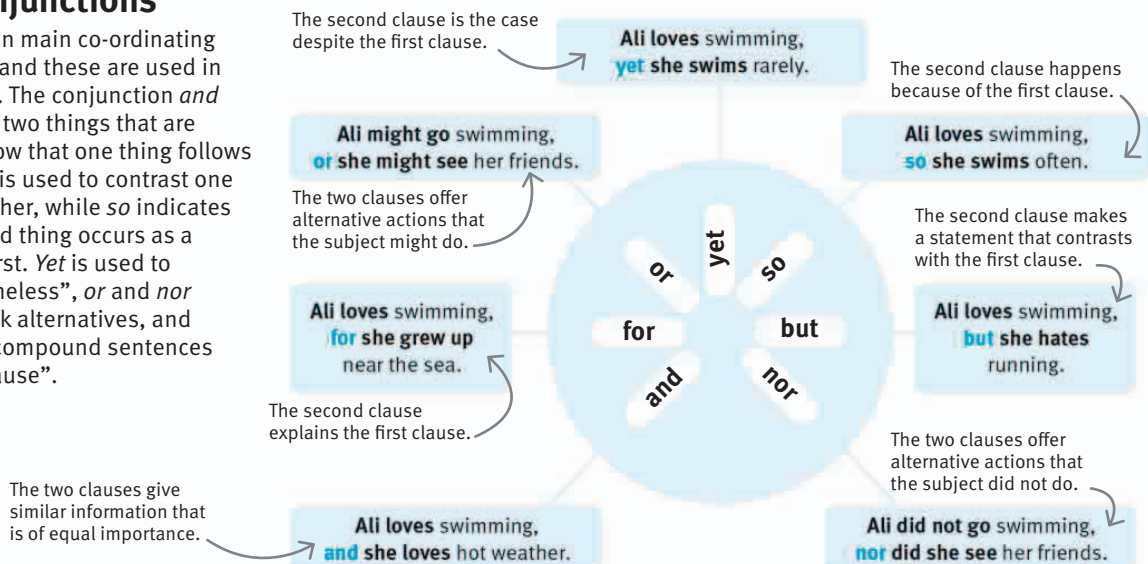 The second clause is the case
despite the first clause.
Ali loves swimming,
yet she swims rarely.
The second clause happens
because of the first clause.
n main co-ordinating
and these are used in
. The conjunction and
two things that are
ow that one thing follows
is used to contrast one
her, while so indicates
d thing occurs as a
rst. Yet is used to
heless”, or and nor
k alternatives, and
compound sentences
ause”.
Ali might go swimming,
or she might see her friends.
The two clauses offer
alternative actions that
the subject might do.
Ali loves swimming,
so she swims often.
The second clause makes
a statement that contrasts
with the first clause.
Ali loves swimming,
for she grew up
near the sea.
The second clause
explains the first clause.
or
yet
so
for
but
and
nor
Ali loves swimming,
but she hates
running.
The two clauses give
similar information that
is of equal importance.
Ali loves swimming,
and she loves hot weather.
The two clauses offer
alternative actions that
the subject did not do.
Ali did not go swimming,
nor did she see her friends.